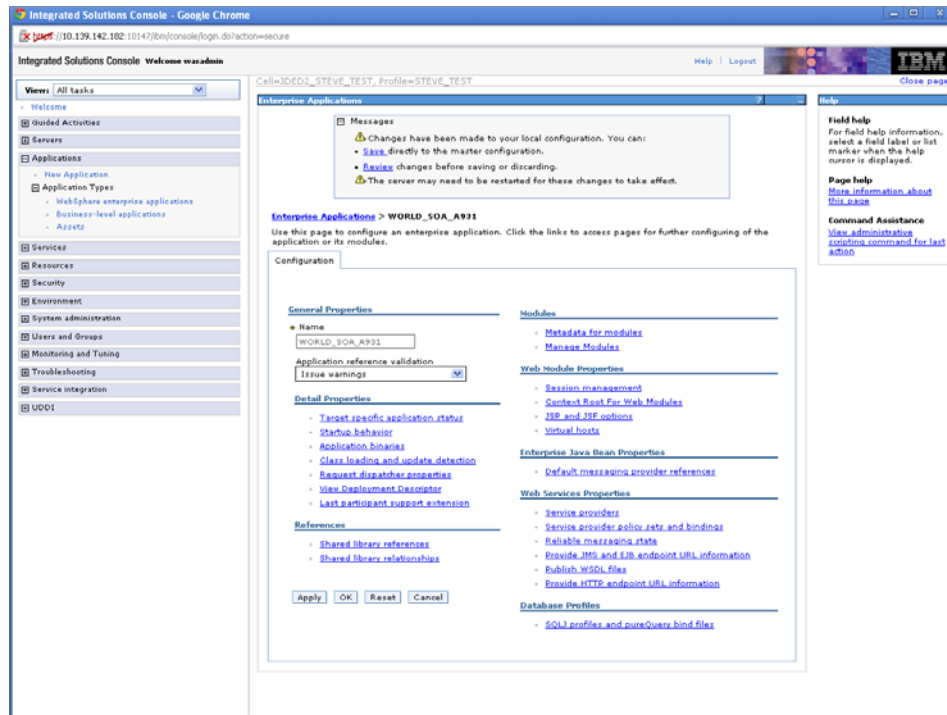 Integrated Solutions Console - Google Chrome
https://10.139.142.182:10147/ibm/console/login.do?action=secure
Integrated Solutions Console Welcome wasadmin
Help | Logout
IBM
Cell=JDED2_STEVE_TEST, Profile=STEVE_TEST
Close page
View: All tasks
Welcome
Guided Activities
Servers
Applications
New Application
Application Types
WebSphere enterprise applications
Business-level applications
Assets
Services
Resources
Security
Environment
System administration
Users and Groups
Monitoring and Tuning
Troubleshooting
Service integration
UDDI
Enterprise Applications
?
Messages
Changes have been made to your local configuration. You can:
Save directly to the master configuration.
Review changes before saving or discarding.
The server may need to be restarted for these changes to take effect.
Enterprise Applications > WORLD_SOA_A931
Use this page to configure an enterprise application. Click the links to access pages for further configuring of the
application or its modules.
Configuration
General Properties
Name
WORLD_SOA_A931
Application reference validation
Issue warnings
Detail Properties
Target specific application status
Startup behavior
Application binaries
Class loading and update detection
Request dispatcher properties
View Deployment Descriptor
Last participant support extension
References
Shared library references
Shared library relationships
Apply OK Reset Cancel
Modules
Metadata for modules
Manage Modules
Web Module Properties
Session management
Context Root For Web Modules
JSP and JSF options
Virtual hosts
Enterprise Java Bean Properties
Default messaging provider references
Web Services Properties
Service providers
Service provider policy sets and bindings
Reliable messaging state
Provide JMS and EJB endpoint URL information
Publish WSDL files
Provide HTTP endpoint URL information
Database Profiles
SQLJ profiles and pureQuery bind files
Help
Field help
For field help information,
select a field label or list
marker when the help
cursor is displayed.
Page help
More information about
this page
Command Assistance
View administrative
scripting command for last
action